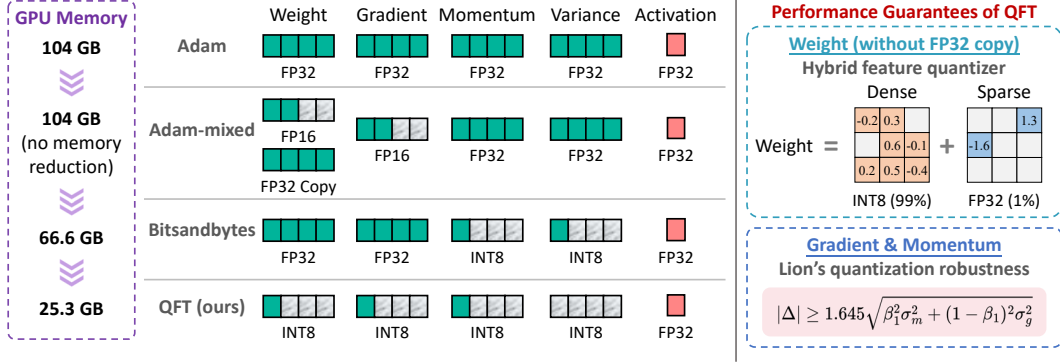 GPU Memory
104 GB
104 GB
(no memory
reduction)
66.6 GB
25.3 GB
Weight Gradient Momentum Variance Activation
Adam
FP32 FP32 FP32 FP32 FP32
Adam-mixed
FP16
FP32 Copy
FP16 FP32 FP32 FP32
Bitsandbytes
FP32 FP32 INT8 INT8 FP32
QFT (ours)
INT8 INT8 INT8 INT8 FP32
Performance Guarantees of QFT
Weight (without FP32 copy)
Hybrid feature quantizer
Dense Sparse
-0.2 0.3 1.3
Weight = 0.6 -0.1 + -1.6
0.2 0.5 -0.4
INT8 (99%) FP32 (1%)
Gradient & Momentum
Lion's quantization robustness
|Δ| ≥ 1.645√(β₁²σₘ² + (1 − β₁)²σ_g²)